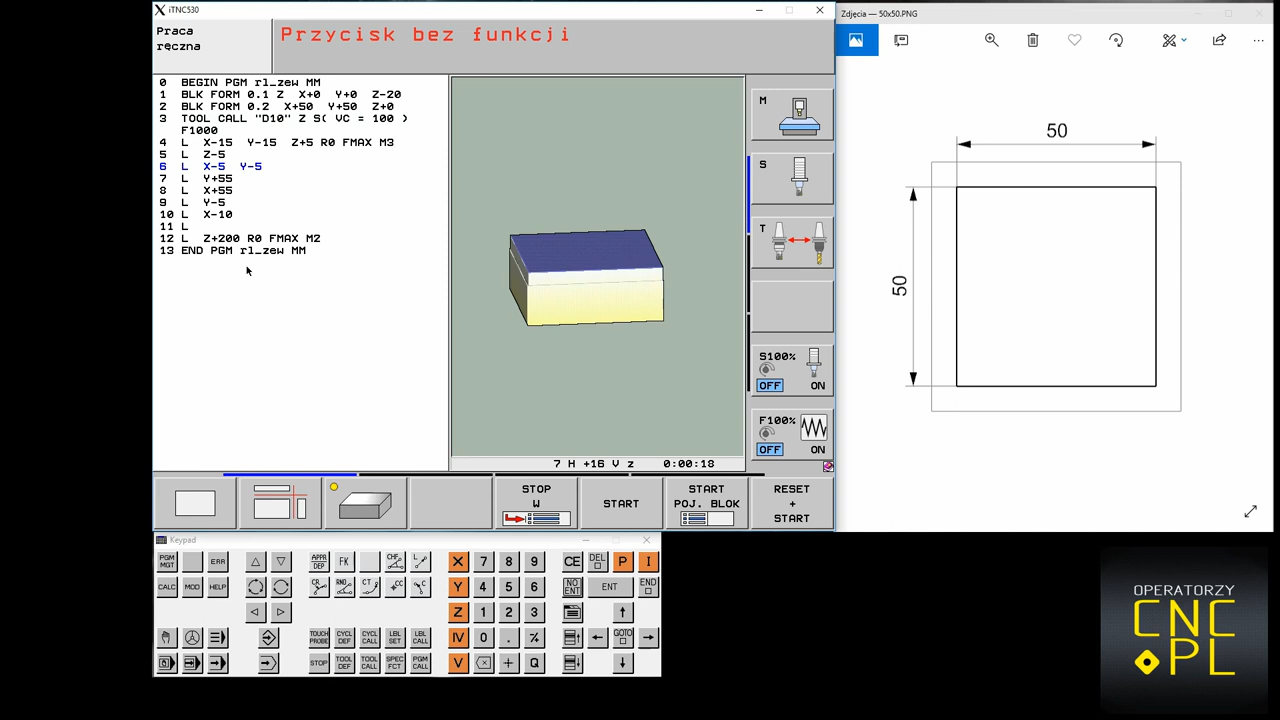 iTNC530
Praca
ręczna
Przycisk bez funkcji
0 BEGIN PGM rl_zew MM
1 BLK FORM 0.1 Z X+0 Y+0 Z-20
2 BLK FORM 0.2 X+50 Y+50 Z+0
3 TOOL CALL "D10" Z S( VC = 100 )
F1000
4 L X-15 Y-15 Z+5 R0 FMAX M3
5 L Z-5
6 L X-5 Y-5
7 L Y+55
8 L X+55
9 L Y-5
10 L X-10
11 L
12 L Z+200 R0 FMAX M2
13 END PGM rl_zew MM
7 H +16 V z 0:00:18
M
S
T
S100%
OFF ON
F100%
OFF ON
STOP
W
START
START
POJ. BLOK
RESET
+
START
Zdjęcia — 50x50.PNG
50
50
Keypad
PGM MGT ERR APPR DEP FK CHF L X 7 8 9 CE DEL P I
CALC MOD HELP CR RND CT CC C Y 4 5 6 NO ENT ENT END
Z 1 2 3
TOUCH PROBE CYCL DEF CYCL CALL LBL SET LBL CALL IV 0 . GOTO
STOP TOOL DEF TOOL CALL SPEC FCT PGM CALL V + Q
OPERATORZY
CNC
PL